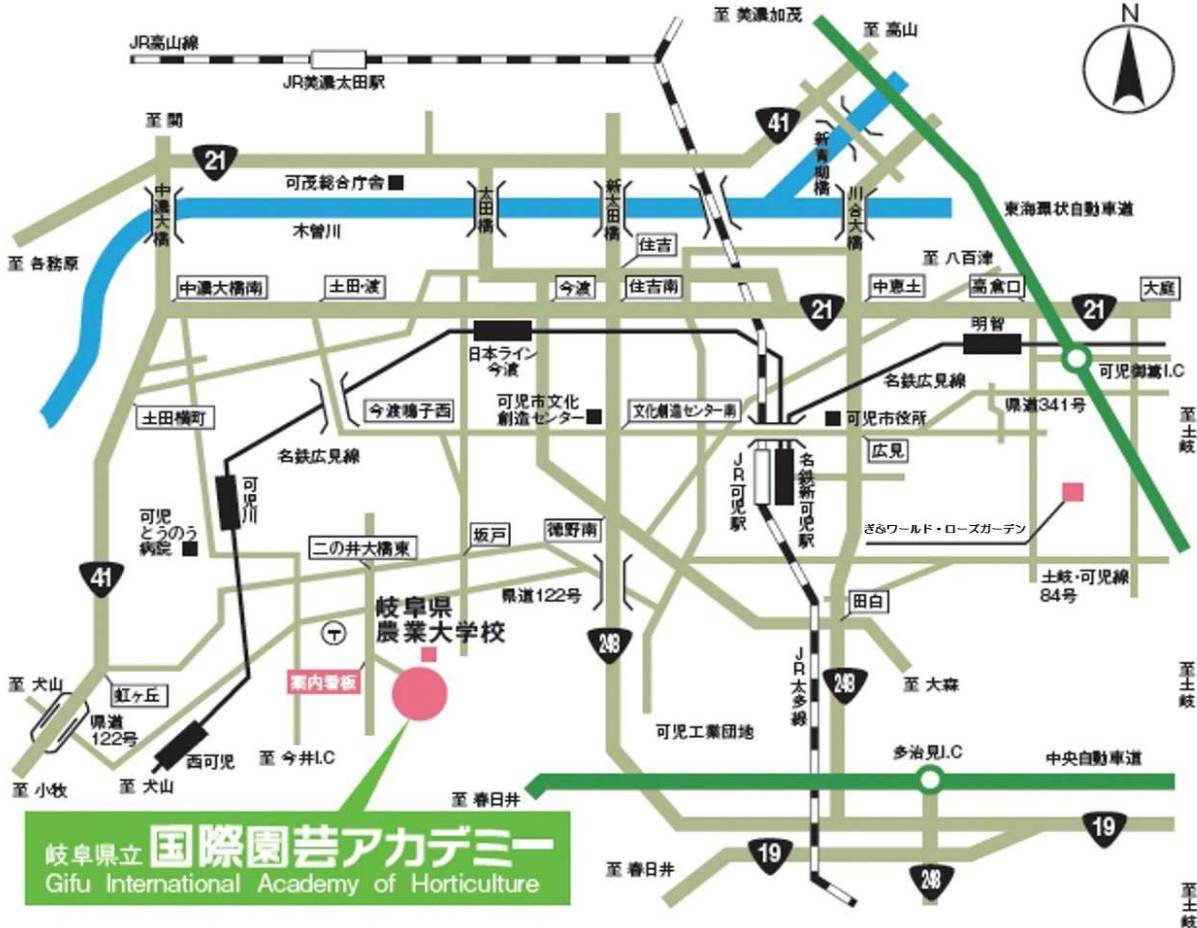 至 美濃加茂
N
JR高山線
至 高山
JR美濃太田駅
至 関
41
21
新青柳橋
可茂総合庁舎
中濃大橋
太田橋
新太田橋
川合大橋
東海環状自動車道
木曽川
住吉
至 各務原
至 八百津
中濃大橋南
土田・渡
今渡
住吉南
中恵土
高倉口
大庭
21
21
明智
日本ライン
今渡
可児御嵩I.C
名鉄広見線
土田横町
今渡鳴子西
可児市文化
創造センター
文化創造センター南
可児市役所
県道341号
至土岐
広見
名鉄広見線
JR可児駅
名鉄新可児駅
可児川
可児
とうのう
病院
二の井大橋東
坂戸
徳野南
ぎふワールド・ローズガーデン
41
県道122号
土岐・可児線
84号
岐阜県
農業大学校
田白
248
〒
案内看板
JR太多線
248
至 大森
至土岐
至 犬山
虹ヶ丘
県道
122号
可児工業団地
西可児
至 今井I.C
多治見I.C
中央自動車道
至 小牧
至 犬山
至 春日井
19
19
岐阜県立 国際園芸アカデミー
Gifu International Academy of Horticulture
至 春日井
248
至土岐